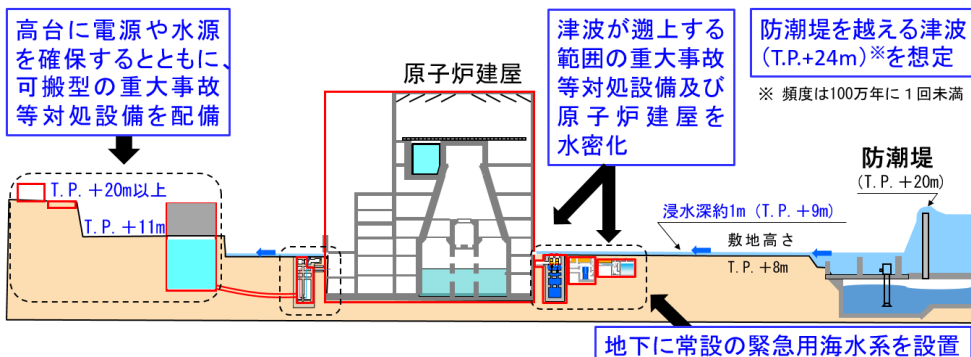 高台に電源や水源
を確保するとともに、
可搬型の重大事故
等対処設備を配備
原子炉建屋
津波が遡上する
範囲の重大事故
等対処設備及び
原子炉建屋を
水密化
防潮堤を越える津波
(T.P.+24m)※を想定
※ 頻度は100万年に１回未満
防潮堤
(T.P. +20m)
T.P. +20m以上
T.P. +11m
浸水深約1m (T.P. +9m)
敷地高さ
T.P. +8m
地下に常設の緊急用海水系を設置